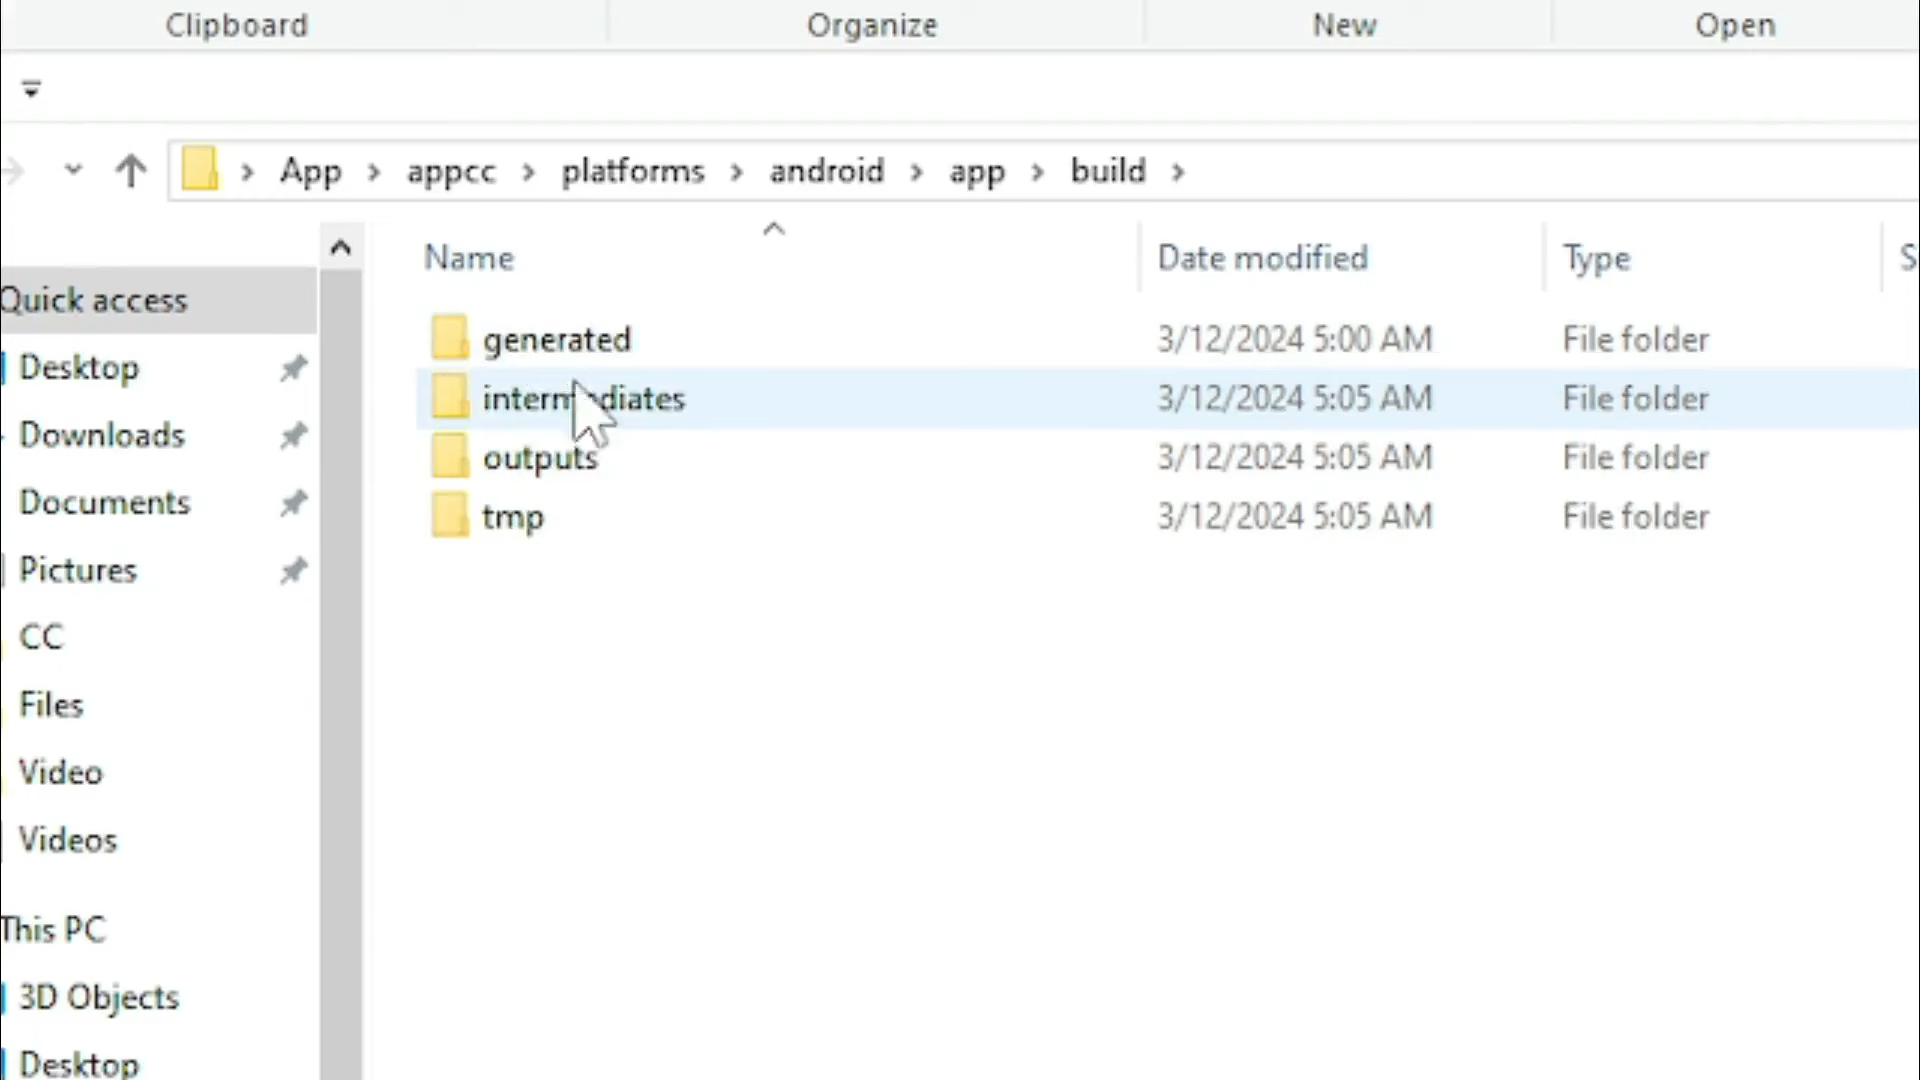 Clipboard Organize New Open
App > appcc > platforms > android > app > build >
Name Date modified Type S
Quick access
Desktop
Downloads
Documents
Pictures
CC
Files
Video
Videos
This PC
3D Objects
Desktop
generated 3/12/2024 5:00 AM File folder
intermediates 3/12/2024 5:05 AM File folder
outputs 3/12/2024 5:05 AM File folder
tmp 3/12/2024 5:05 AM File folder